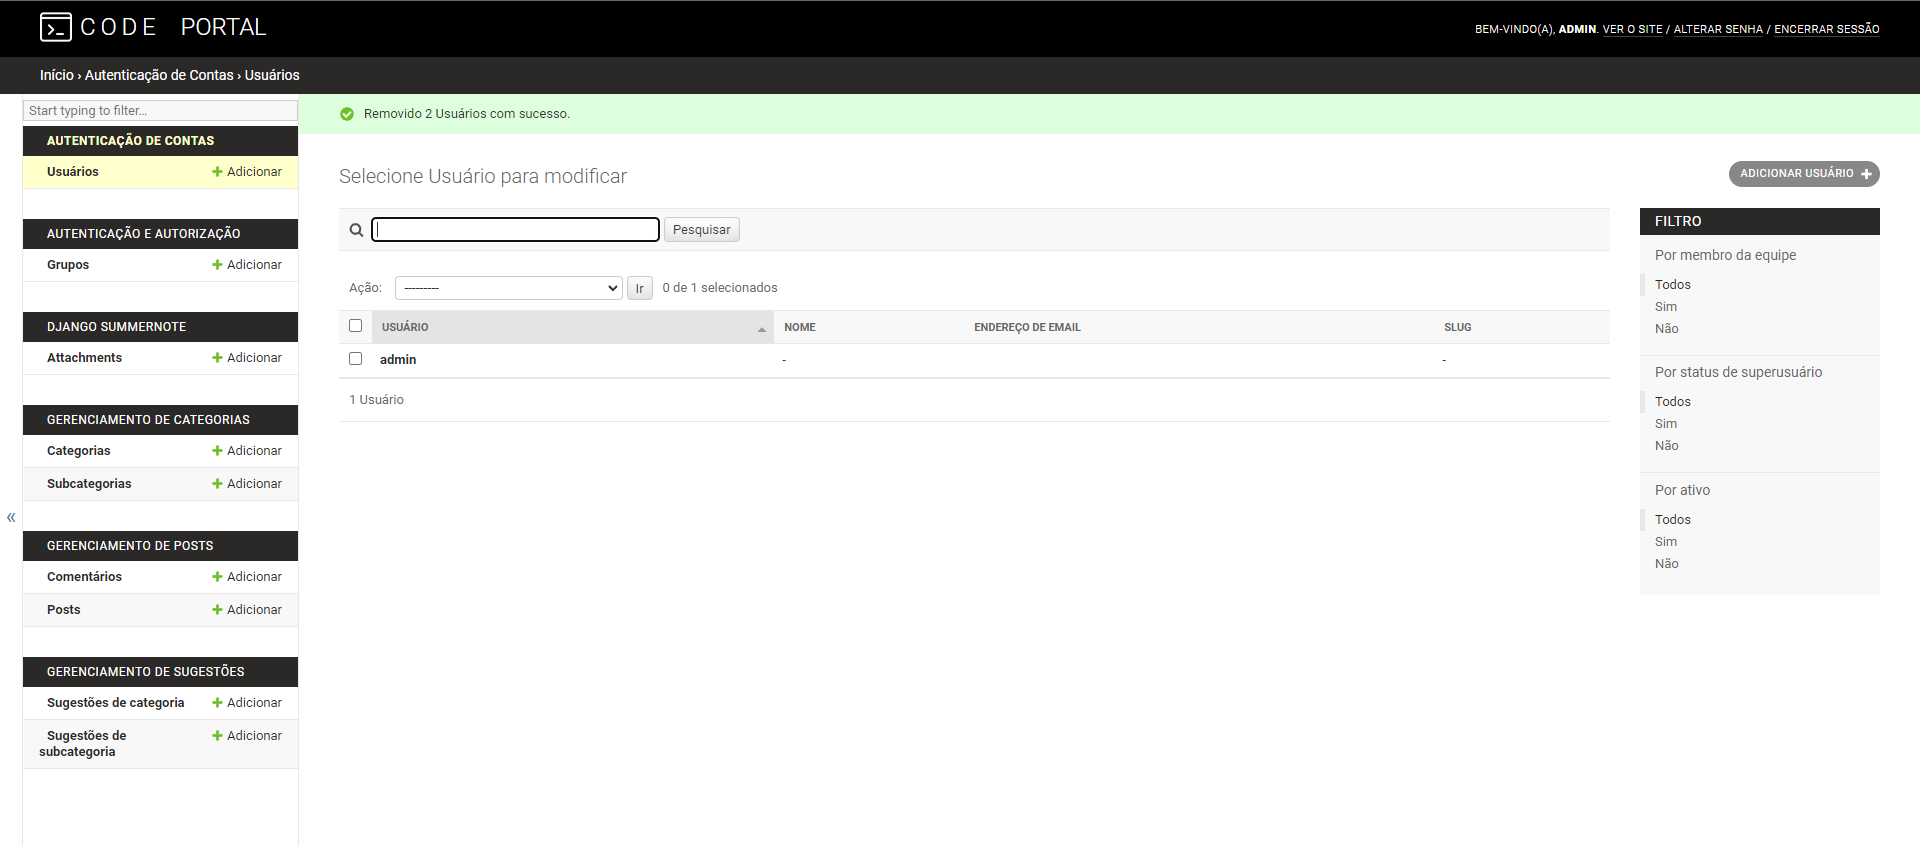 CODE PORTAL
BEM-VINDO(A), ADMIN. VER O SITE / ALTERAR SENHA / ENCERRAR SESSÃO
Início › Autenticação de Contas › Usuários
Start typing to filter...
AUTENTICAÇÃO DE CONTAS
Usuários Adicionar
AUTENTICAÇÃO E AUTORIZAÇÃO
Grupos Adicionar
DJANGO SUMMERNOTE
Attachments Adicionar
GERENCIAMENTO DE CATEGORIAS
Categorias Adicionar
Subcategorias Adicionar
«
GERENCIAMENTO DE POSTS
Comentários Adicionar
Posts Adicionar
GERENCIAMENTO DE SUGESTÕES
Sugestões de categoria Adicionar
Sugestões de Adicionar
subcategoria
Removido 2 Usuários com sucesso.
Selecione Usuário para modificar
ADICIONAR USUÁRIO
Pesquisar
Ação: --------- Ir 0 de 1 selecionados
USUÁRIO NOME ENDEREÇO DE EMAIL SLUG
admin - -
1 Usuário
FILTRO
Por membro da equipe
Todos
Sim
Não
Por status de superusuário
Todos
Sim
Não
Por ativo
Todos
Sim
Não